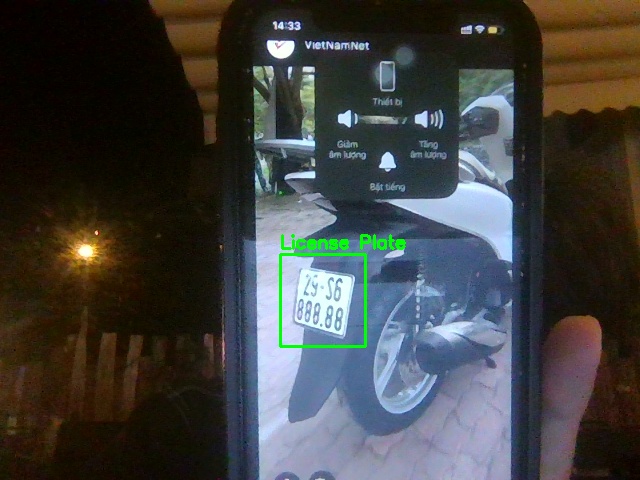 14:33
VietNamNet
Thiết bị
Giảm
âm lượng
Tăng
âm lượng
Bật tiếng
License Plate
29-S6
888.88